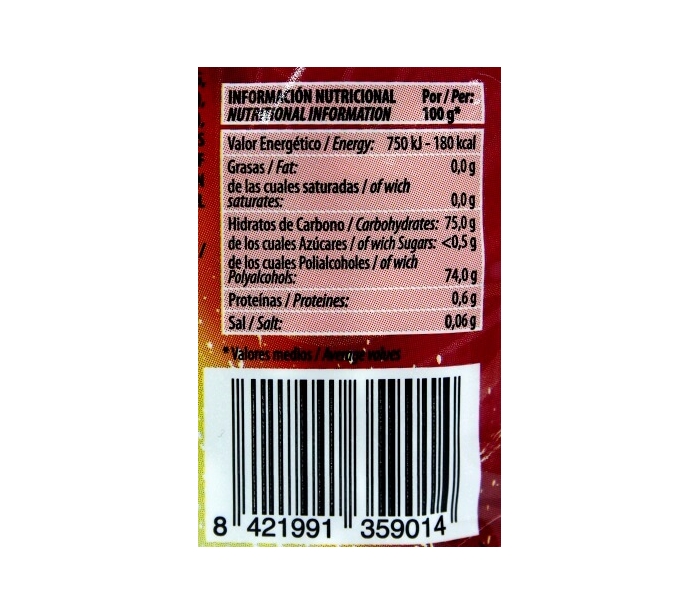 INFORMACIÓN NUTRICIONAL Por / Per:
NUTRITIONAL INFORMATION 100 g*
Valor Energético / Energy: 750 kJ - 180 kcal
Grasas / Fat: 0,0 g
de las cuales saturadas / of wich
saturates: 0,0 g
Hidratos de Carbono / Carbohydrates: 75,0 g
de los cuales Azúcares / of wich Sugars: <0,5 g
de los cuales Polialcoholes / of wich
Polyalcohols: 74,0 g
Proteínas / Proteines: 0,6 g
Sal / Salt: 0,06 g
* Valores medios / Average values
8 421991 359014